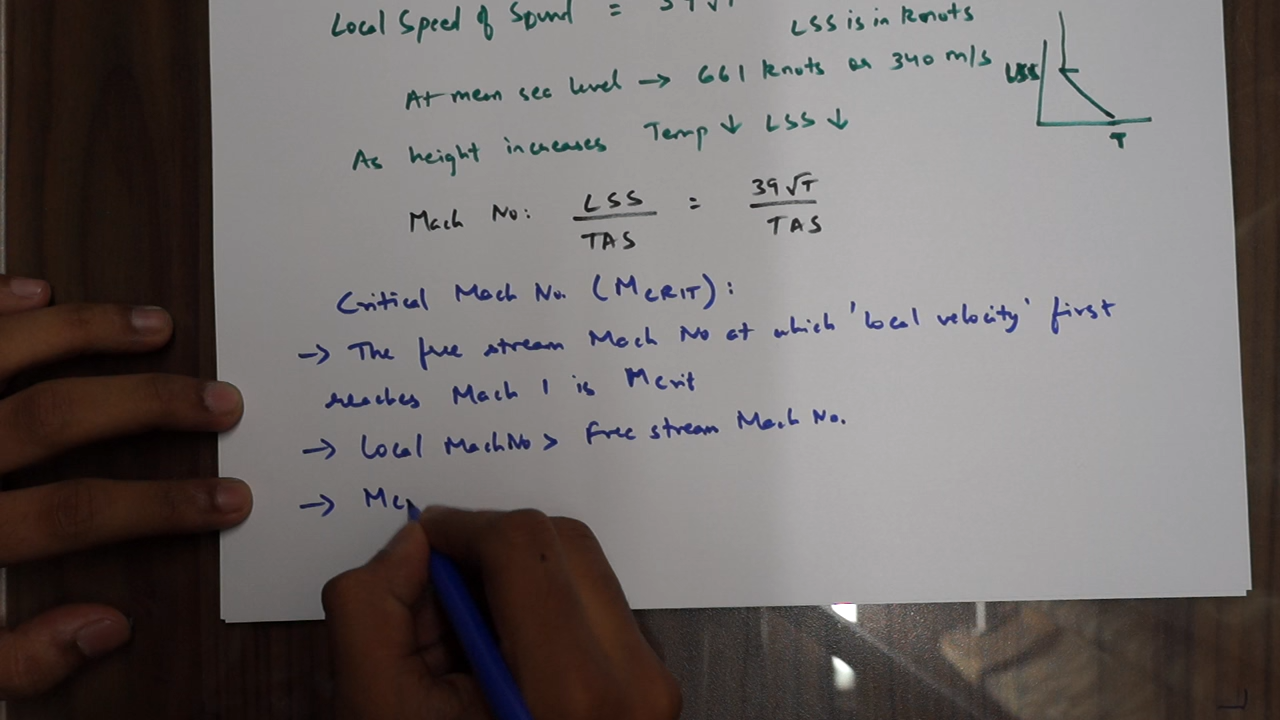 Local Speed of Sound = 39√T
LSS is in knots
At mean sea level → 661 knots or 340 m/s
LSS
T
As height increases Temp ↓ LSS ↓
Mach No: LSS / TAS = 39√T / TAS
Critical Mach No. (MCRIT):
→ The free stream Mach No at which 'local velocity' first
reaches Mach 1 is Mcrit
→ Local Mach No > Free stream Mach No.
→ Mc